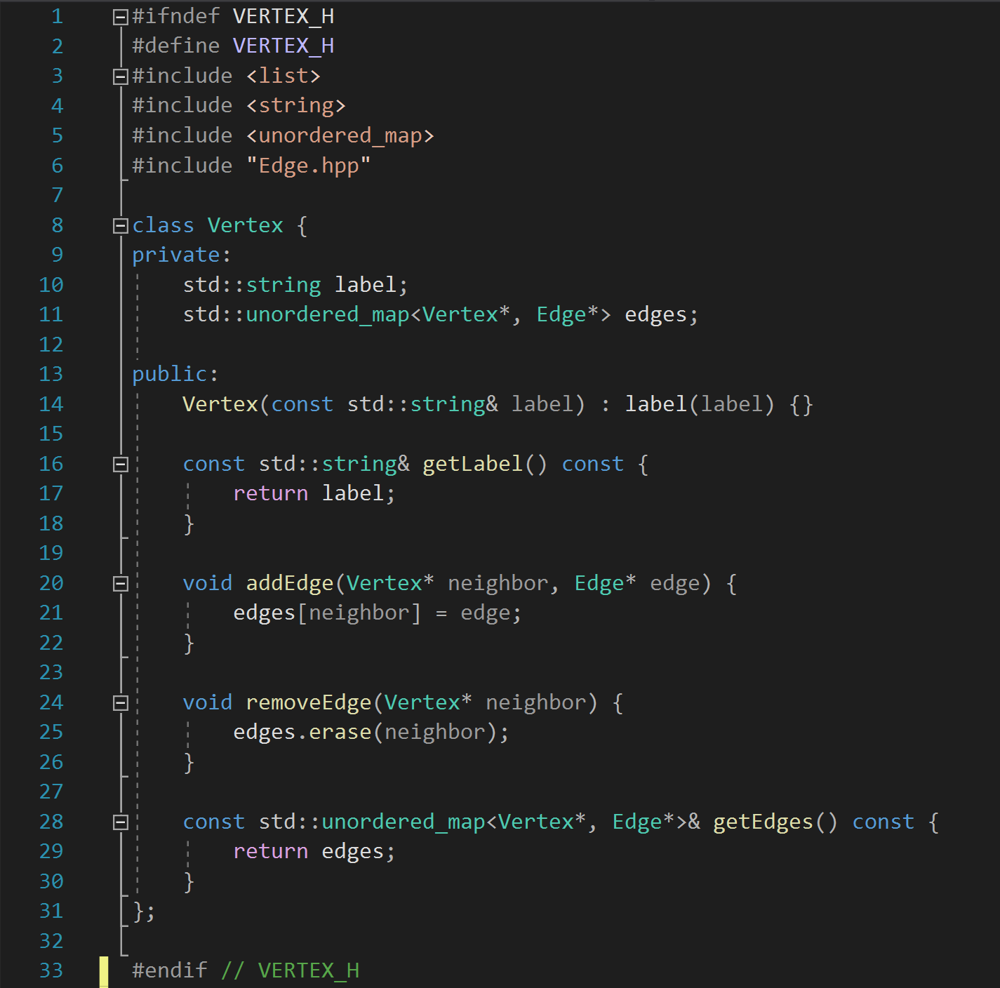 1 #ifndef VERTEX_H
2 #define VERTEX_H
3 #include <list>
4 #include <string>
5 #include <unordered_map>
6 #include "Edge.hpp"
7
8 class Vertex {
9 private:
10     std::string label;
11     std::unordered_map<Vertex*, Edge*> edges;
12
13 public:
14     Vertex(const std::string& label) : label(label) {}
15
16     const std::string& getLabel() const {
17         return label;
18     }
19
20     void addEdge(Vertex* neighbor, Edge* edge) {
21         edges[neighbor] = edge;
22     }
23
24     void removeEdge(Vertex* neighbor) {
25         edges.erase(neighbor);
26     }
27
28     const std::unordered_map<Vertex*, Edge*>& getEdges() const {
29         return edges;
30     }
31 };
32
33 #endif // VERTEX_H